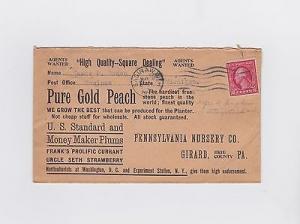 AGENTS WANTED "High Quality—Square Dealing" AGENTS WANTED
Name
Post Office State
Pure Gold Peach
The hardiest free-
stone peach in the
world; finest quality
WE GROW THE BEST that can be produced for the Planter.
Not cheap stuff for wholesale. All stock guaranteed.
U. S. Standard and
Money Maker Plums
FRANK'S PROLIFIC CURRANT
UNCLE SETH STRAWBERRY
PENNSYLVANIA NURSERY CO.
GIRARD, ERIE COUNTY PA.
Horticulturists at Washington, D. C. and Experiment Station, N. Y., give them high endorsement.